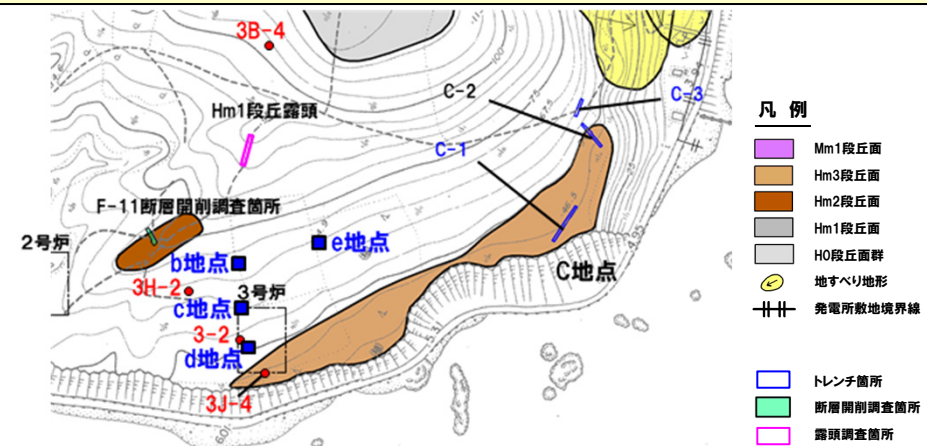 3B-4
C-2
C-3
Hm1段丘露頭
C-1
75
46.5
F-11断層開削調査箇所
2号炉
e地点
b地点
C地点
3H-2
3号炉
c地点
3-2
d地点
3J-4
凡 例
Mm1段丘面
Hm3段丘面
Hm2段丘面
Hm1段丘面
H0段丘面群
地すべり地形
発電所敷地境界線
トレンチ箇所
断層開削調査箇所
露頭調査箇所